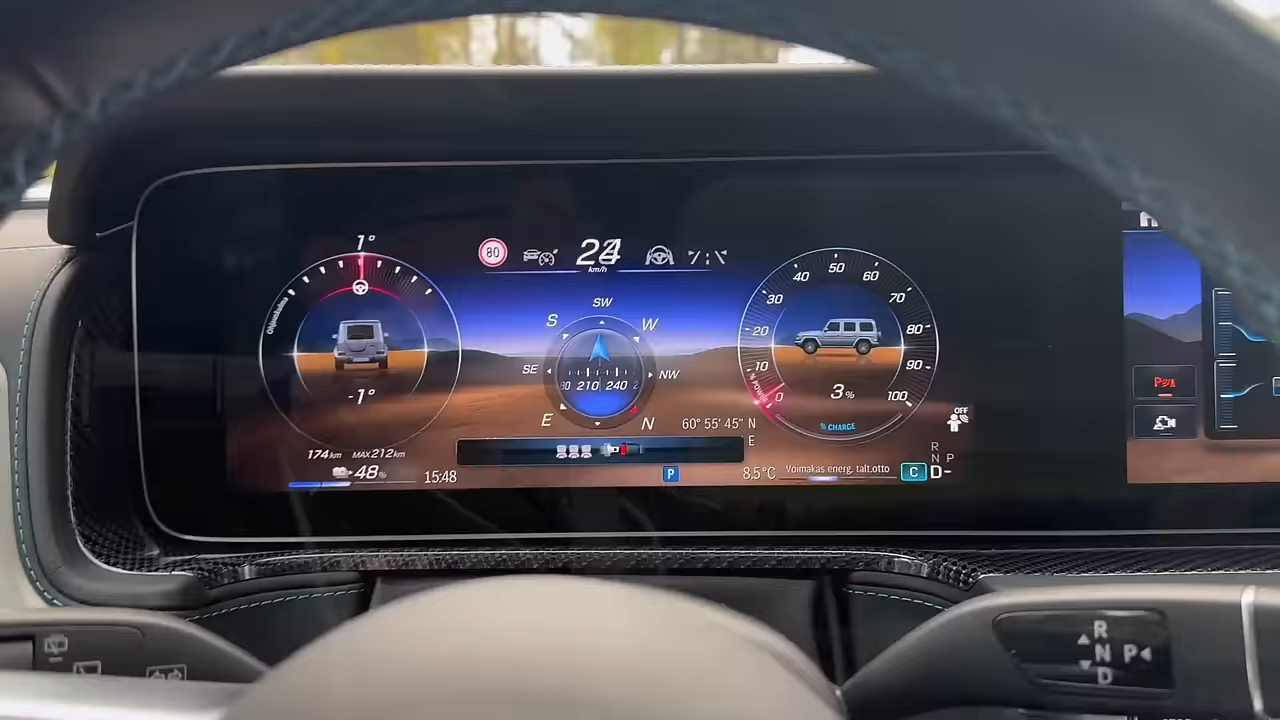 1°
80
km/h
Ohjauskulma
-1°
SW
S
W
SE
NW
E
N
210 240
10
20
30
40
50
60
70
80
90
100
0
% POWER
3%
% CHARGE
60° 55' 45" N
E
OFF
174km MAX 212km
48%
15:48
P
8.5°C
Voimakas energ. talt.otto
C
R
N P
D-
P
R
N P
D